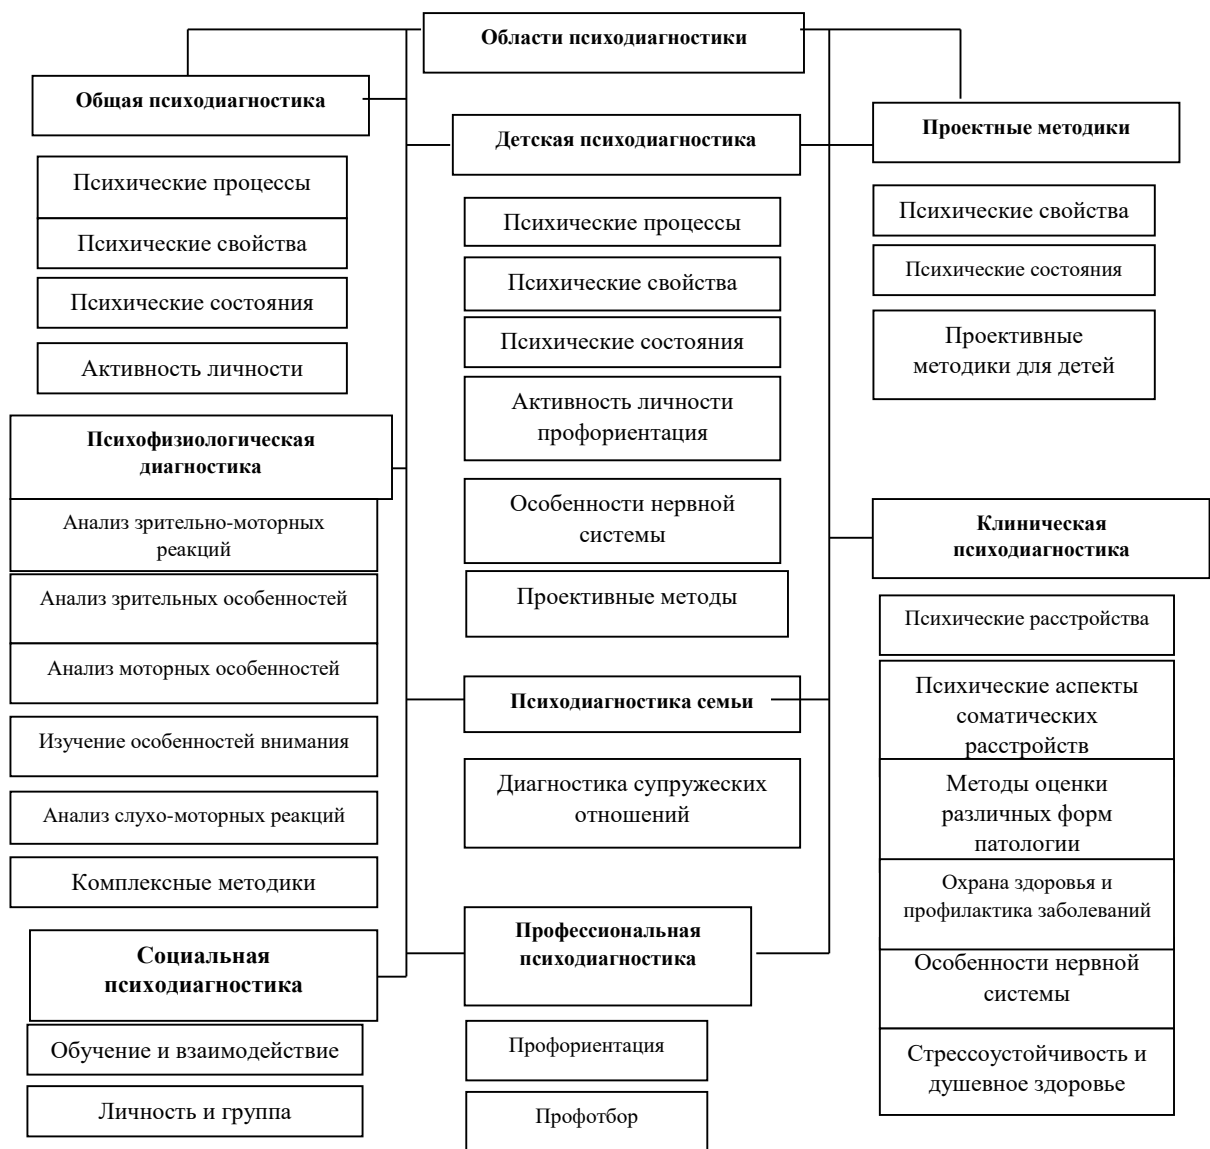 Области психодиагностики
Общая психодиагностика
Психические процессы
Психические свойства
Психические состояния
Активность личности
Психофизиологическая
диагностика
Анализ зрительно-моторных
реакций
Анализ зрительных особенностей
Анализ моторных особенностей
Изучение особенностей внимания
Анализ слухо-моторных реакций
Комплексные методики
Социальная
психодиагностика
Обучение и взаимодействие
Личность и группа
Детская психодиагностика
Психические процессы
Психические свойства
Психические состояния
Активность личности
профориентация
Особенности нервной
системы
Проективные методы
Психодиагностика семьи
Диагностика супружеских
отношений
Профессиональная
психодиагностика
Профориентация
Профотбор
Проектные методики
Психические свойства
Психические состояния
Проективные
методики для детей
Клиническая
психодиагностика
Психические расстройства
Психические аспекты
соматических
расстройств
Методы оценки
различных форм
патологии
Охрана здоровья и
профилактика заболеваний
Особенности нервной
системы
Стрессоустойчивость и
душевное здоровье